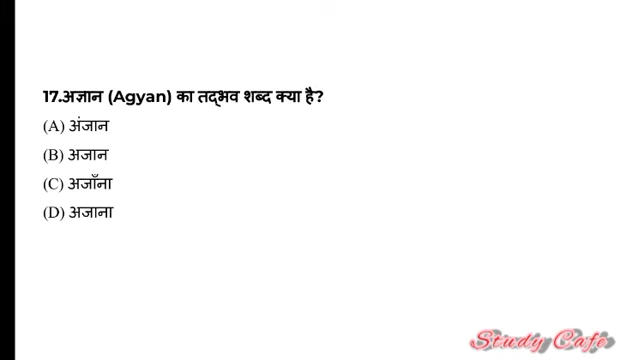 17.अज्ञान (Agyan) का तद्भव शब्द क्या है?
(A) अंजान
(B) अजान
(C) अजाँना
(D) अजाना
Study Cafe